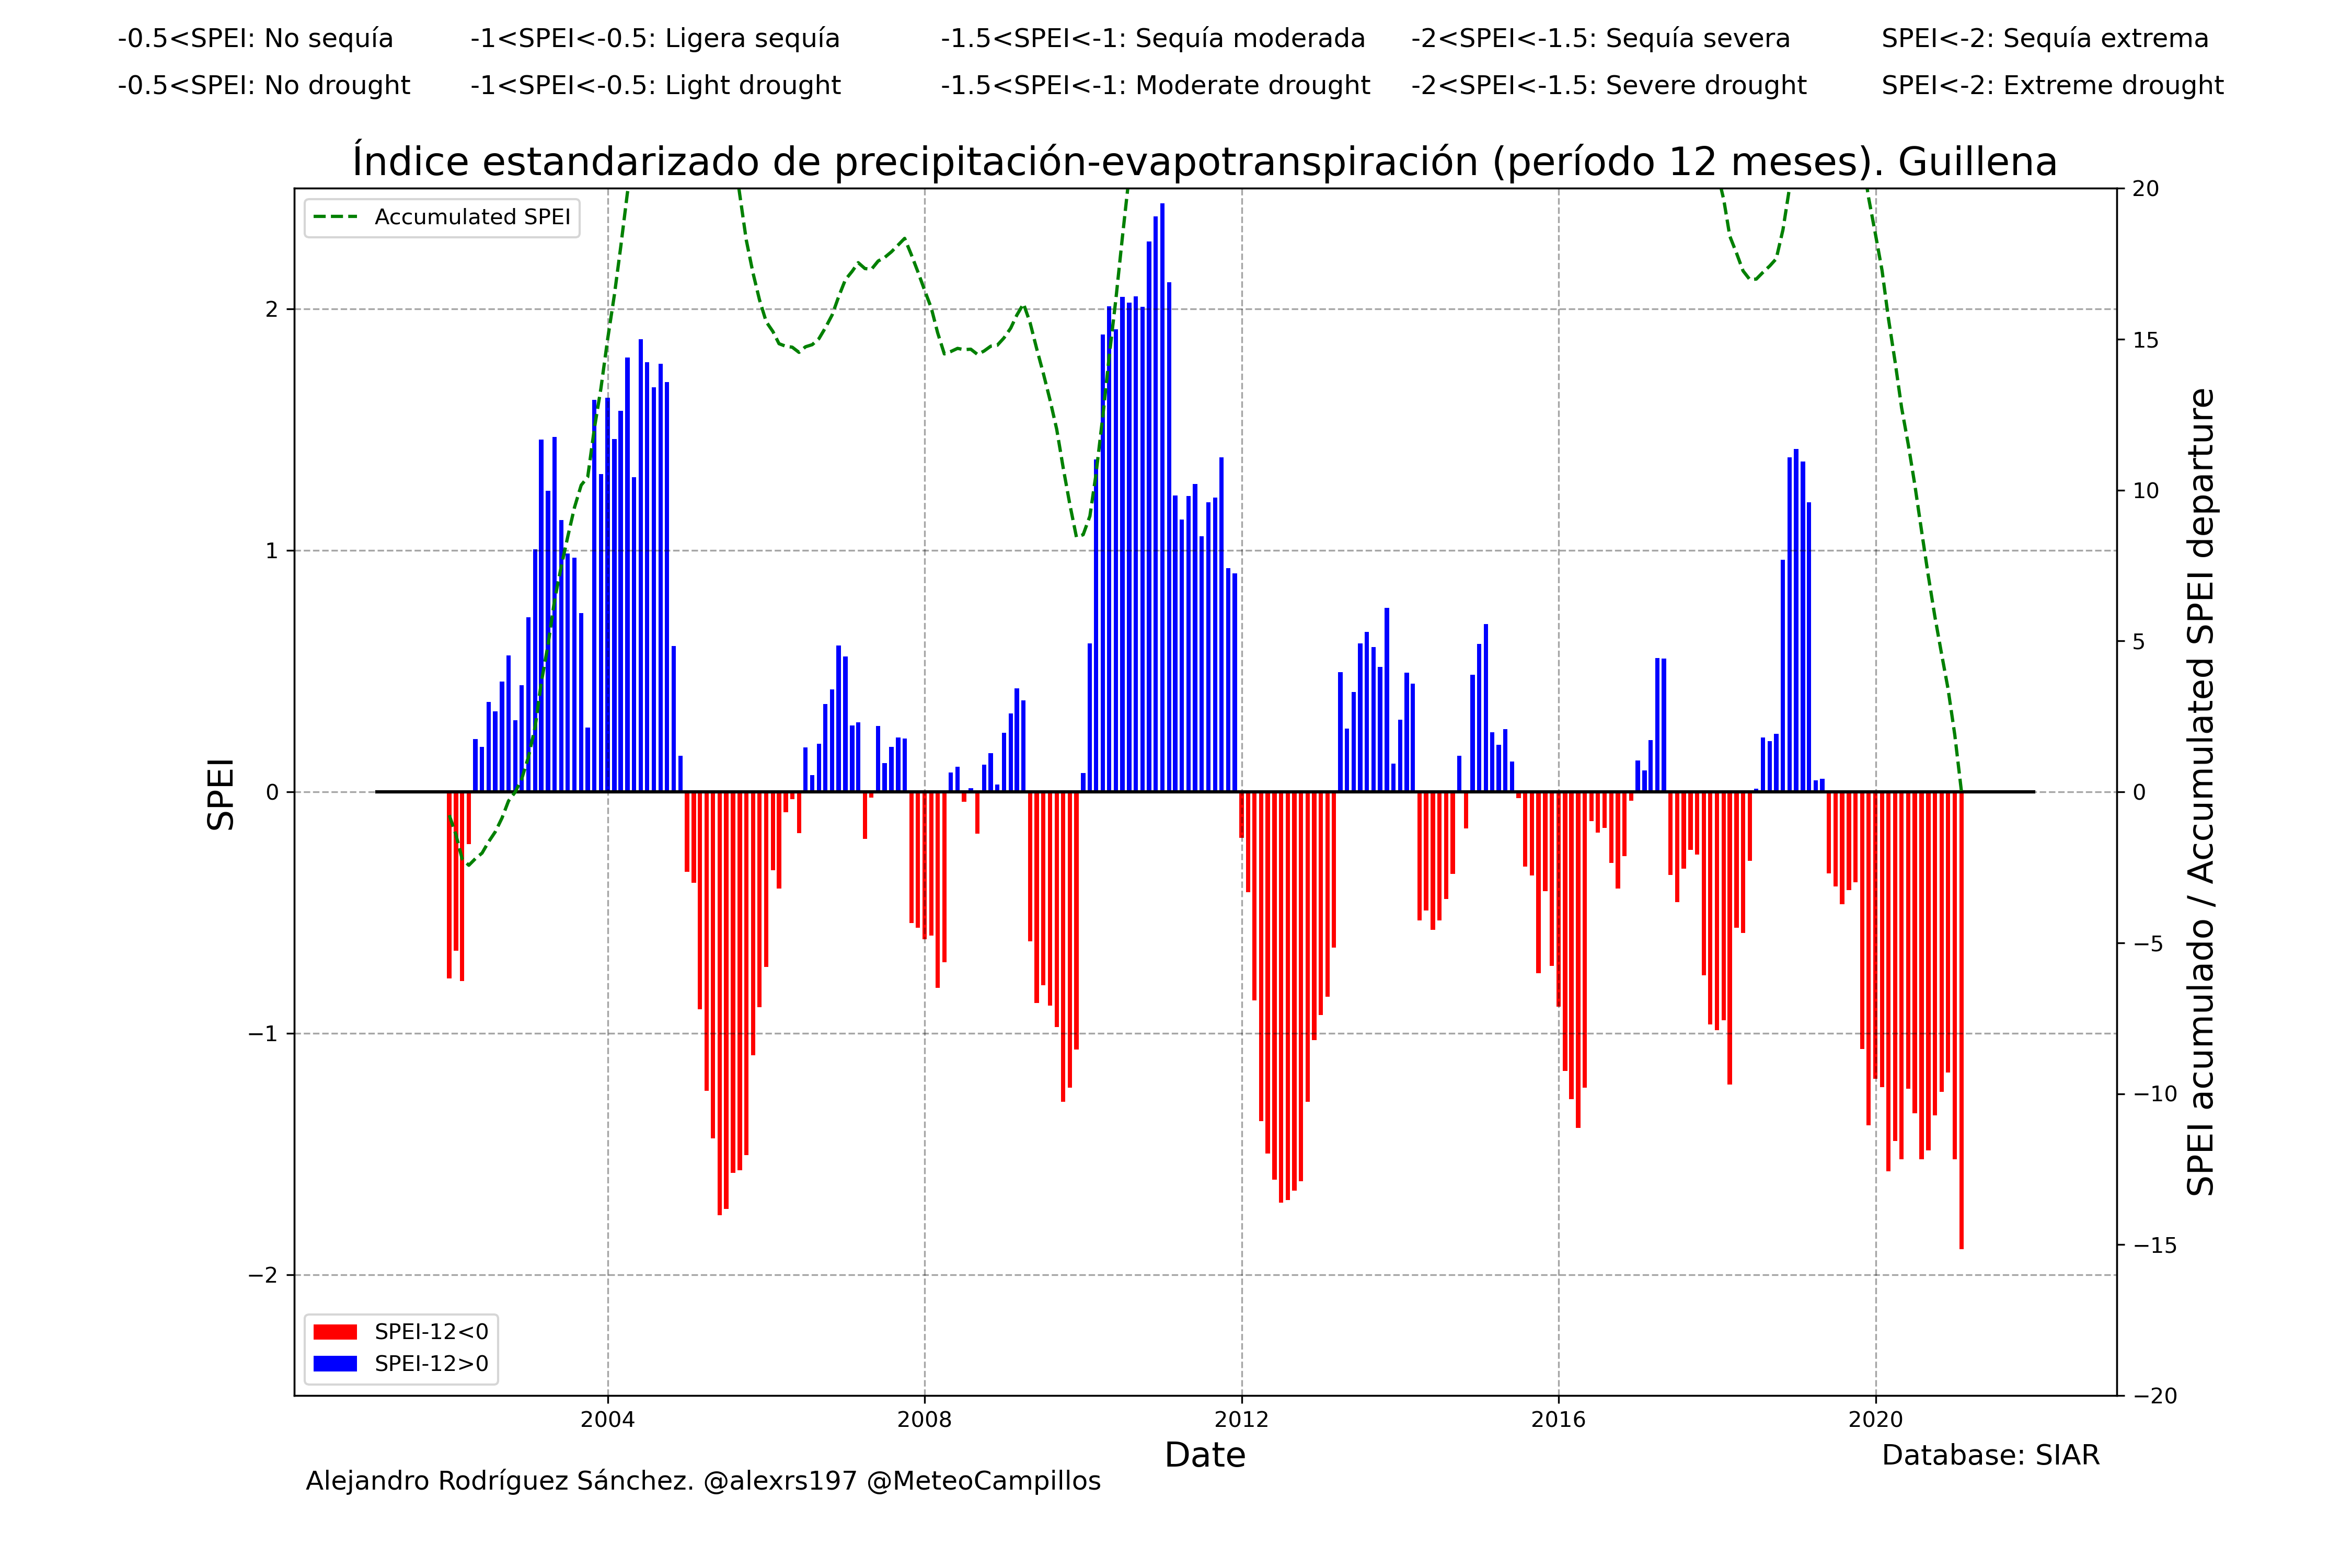 -0.5<SPEI: No sequía -1<SPEI<-0.5: Ligera sequía -1.5<SPEI<-1: Sequía moderada -2<SPEI<-1.5: Sequía severa SPEI<-2: Sequía extrema
-0.5<SPEI: No drought -1<SPEI<-0.5: Light drought -1.5<SPEI<-1: Moderate drought -2<SPEI<-1.5: Severe drought SPEI<-2: Extreme drought
Índice estandarizado de precipitación-evapotranspiración (período 12 meses). Guillena
Accumulated SPEI
SPEI
2
1
0
−1
−2
20
15
10
5
0
−5
−10
−15
−20
SPEI acumulado / Accumulated SPEI departure
SPEI-12<0
SPEI-12>0
2004 2008 2012 2016 2020
Date
Database: SIAR
Alejandro Rodríguez Sánchez. @alexrs197 @MeteoCampillos